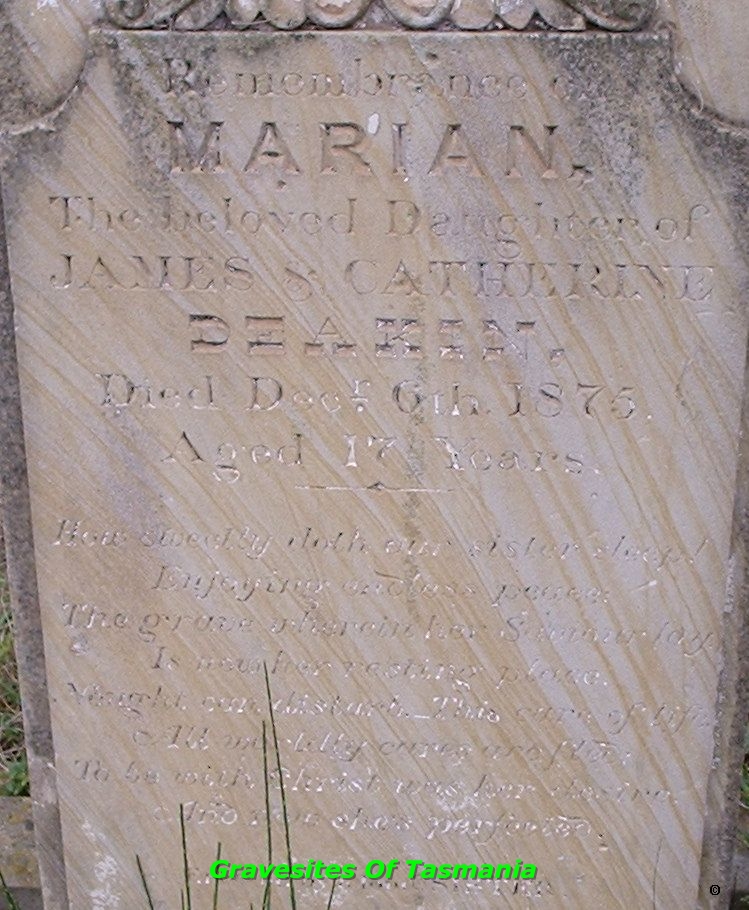 Remembrance of
MARIAN,
The beloved Daughter of
JAMES & CATHERINE
DEAKIN,
Died Decr. 6th. 1875.
Aged 17 Years.
How sweetly doth our sister sleep!
Enjoying endless peace:
The grave wherein her Saviour lay,
Is now her resting place.
Nought can disturb This care of life
All worldly cares are fled;
To be with Christ was her desire
And now she's perfected.
Gravesites Of Tasmania
©